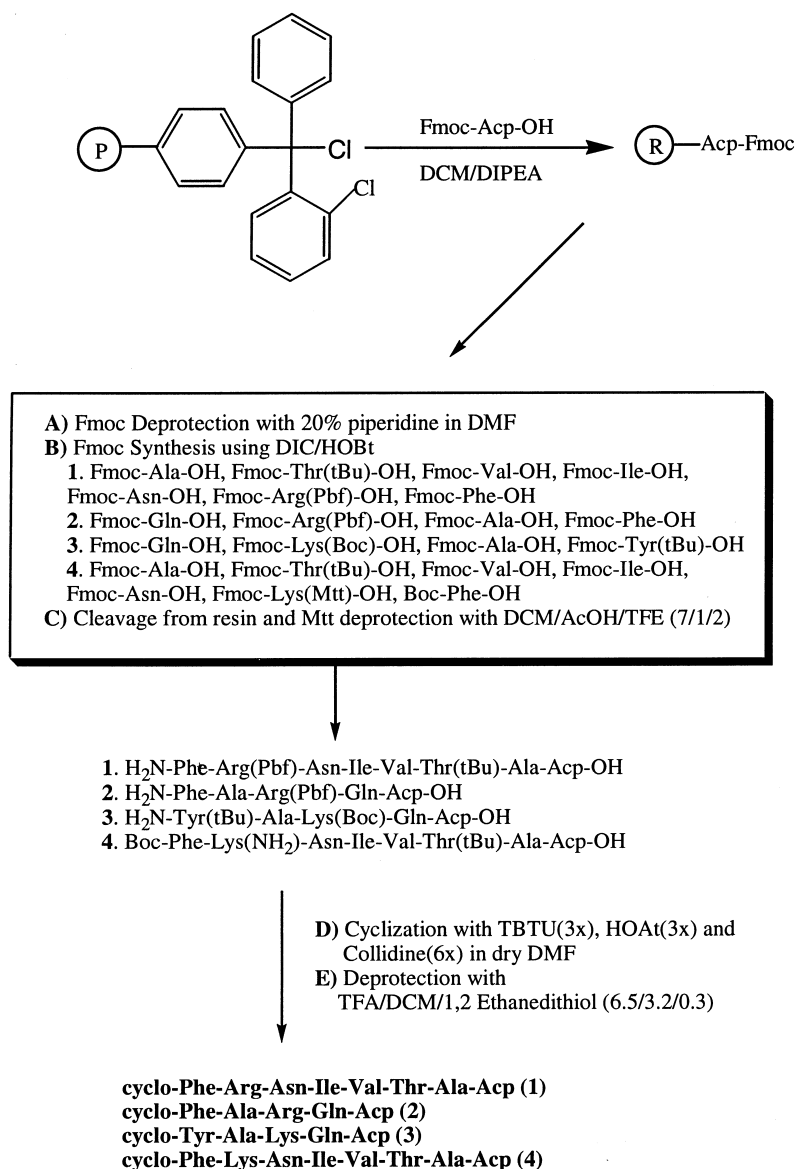 P
Cl
Cl
Fmoc-Acp-OH
DCM/DIPEA
R
Acp-Fmoc
A) Fmoc Deprotection with 20% piperidine in DMF
B) Fmoc Synthesis using DIC/HOBt
1. Fmoc-Ala-OH, Fmoc-Thr(tBu)-OH, Fmoc-Val-OH, Fmoc-Ile-OH,
Fmoc-Asn-OH, Fmoc-Arg(Pbf)-OH, Fmoc-Phe-OH
2. Fmoc-Gln-OH, Fmoc-Arg(Pbf)-OH, Fmoc-Ala-OH, Fmoc-Phe-OH
3. Fmoc-Gln-OH, Fmoc-Lys(Boc)-OH, Fmoc-Ala-OH, Fmoc-Tyr(tBu)-OH
4. Fmoc-Ala-OH, Fmoc-Thr(tBu)-OH, Fmoc-Val-OH, Fmoc-Ile-OH,
Fmoc-Asn-OH, Fmoc-Lys(Mtt)-OH, Boc-Phe-OH
C) Cleavage from resin and Mtt deprotection with DCM/AcOH/TFE (7/1/2)
1. H₂N-Phe-Arg(Pbf)-Asn-Ile-Val-Thr(tBu)-Ala-Acp-OH
2. H₂N-Phe-Ala-Arg(Pbf)-Gln-Acp-OH
3. H₂N-Tyr(tBu)-Ala-Lys(Boc)-Gln-Acp-OH
4. Boc-Phe-Lys(NH₂)-Asn-Ile-Val-Thr(tBu)-Ala-Acp-OH
D) Cyclization with TBTU(3x), HOAt(3x) and
Collidine(6x) in dry DMF
E) Deprotection with
TFA/DCM/1,2 Ethanedithiol (6.5/3.2/0.3)
cyclo-Phe-Arg-Asn-Ile-Val-Thr-Ala-Acp (1)
cyclo-Phe-Ala-Arg-Gln-Acp (2)
cyclo-Tyr-Ala-Lys-Gln-Acp (3)
cyclo-Phe-Lys-Asn-Ile-Val-Thr-Ala-Acp (4)